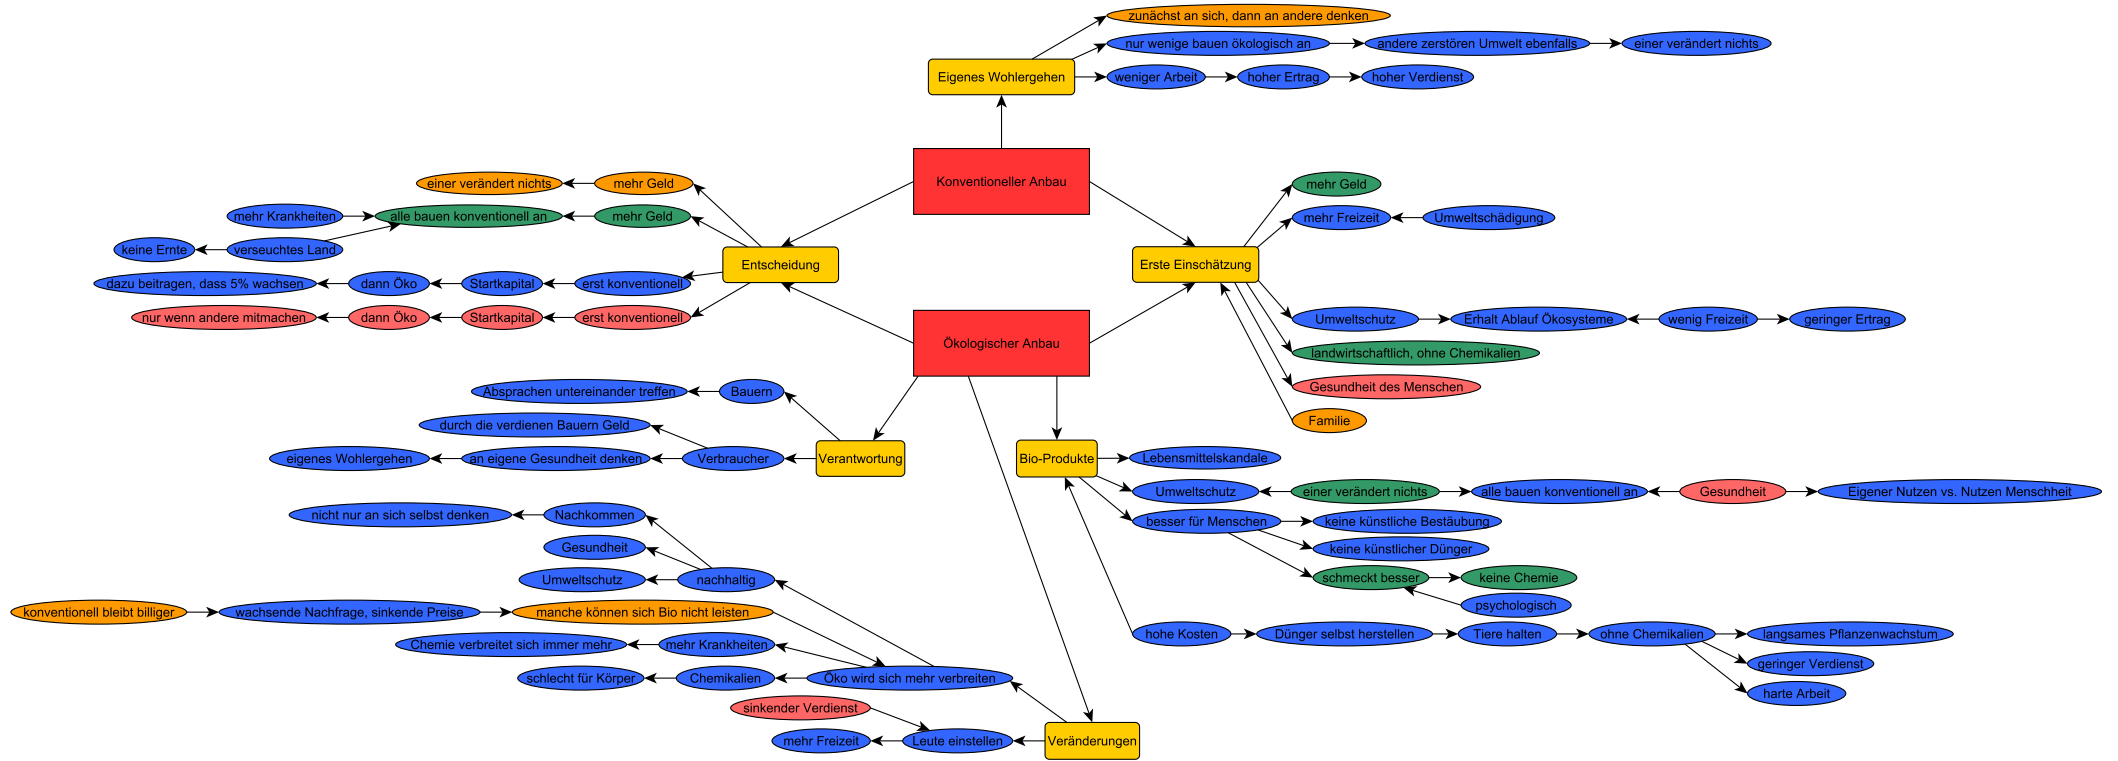 zunächst an sich, dann an andere denken
nur wenige bauen ökologisch an
andere zerstören Umwelt ebenfalls
einer verändert nichts
Eigenes Wohlergehen
weniger Arbeit
hoher Ertrag
hoher Verdienst
Konventioneller Anbau
einer verändert nichts
mehr Geld
mehr Krankheiten
alle bauen konventionell an
mehr Geld
keine Ernte
verseuchtes Land
Entscheidung
dazu beitragen, dass 5% wachsen
dann Öko
Startkapital
erst konventionell
nur wenn andere mitmachen
dann Öko
Startkapital
erst konventionell
mehr Geld
mehr Freizeit
Umweltschädigung
Erste Einschätzung
Umweltschutz
Erhalt Ablauf Ökosysteme
wenig Freizeit
geringer Ertrag
landwirtschaftlich, ohne Chemikalien
Gesundheit des Menschen
Familie
Ökologischer Anbau
Absprachen untereinander treffen
Bauern
durch die verdienen Bauern Geld
eigenes Wohlergehen
an eigene Gesundheit denken
Verbraucher
Verantwortung
Bio-Produkte
Lebensmittelskandale
Umweltschutz
einer verändert nichts
alle bauen konventionell an
Gesundheit
Eigener Nutzen vs. Nutzen Menschheit
besser für Menschen
keine künstliche Bestäubung
keine künstlicher Dünger
schmeckt besser
keine Chemie
psychologisch
hohe Kosten
Dünger selbst herstellen
Tiere halten
ohne Chemikalien
langsames Pflanzenwachstum
geringer Verdienst
harte Arbeit
nicht nur an sich selbst denken
Nachkommen
Gesundheit
Umweltschutz
nachhaltig
konventionell bleibt billiger
wachsende Nachfrage, sinkende Preise
manche können sich Bio nicht leisten
Chemie verbreitet sich immer mehr
mehr Krankheiten
schlecht für Körper
Chemikalien
Öko wird sich mehr verbreiten
sinkender Verdienst
mehr Freizeit
Leute einstellen
Veränderungen